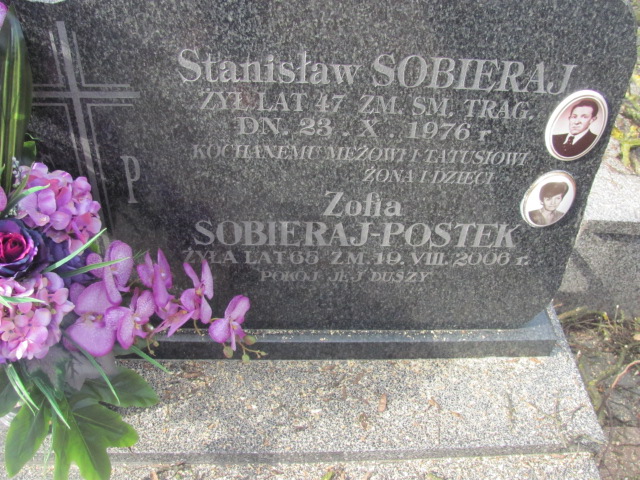 Stanisław SOBIERAJ
ŻYŁ LAT 47 ZM. ŚM. TRAG.
DN. 23 X 1976 r.
KOCHANEMU MĘŻOWI I TATUSIOWI
ŻONA I DZIECI
P
Zofia
SOBIERAJ-POSTEK
ŻYŁA LAT 65 ZM. 19. VIII. 2006 r.
POKÓJ JEJ DUSZY